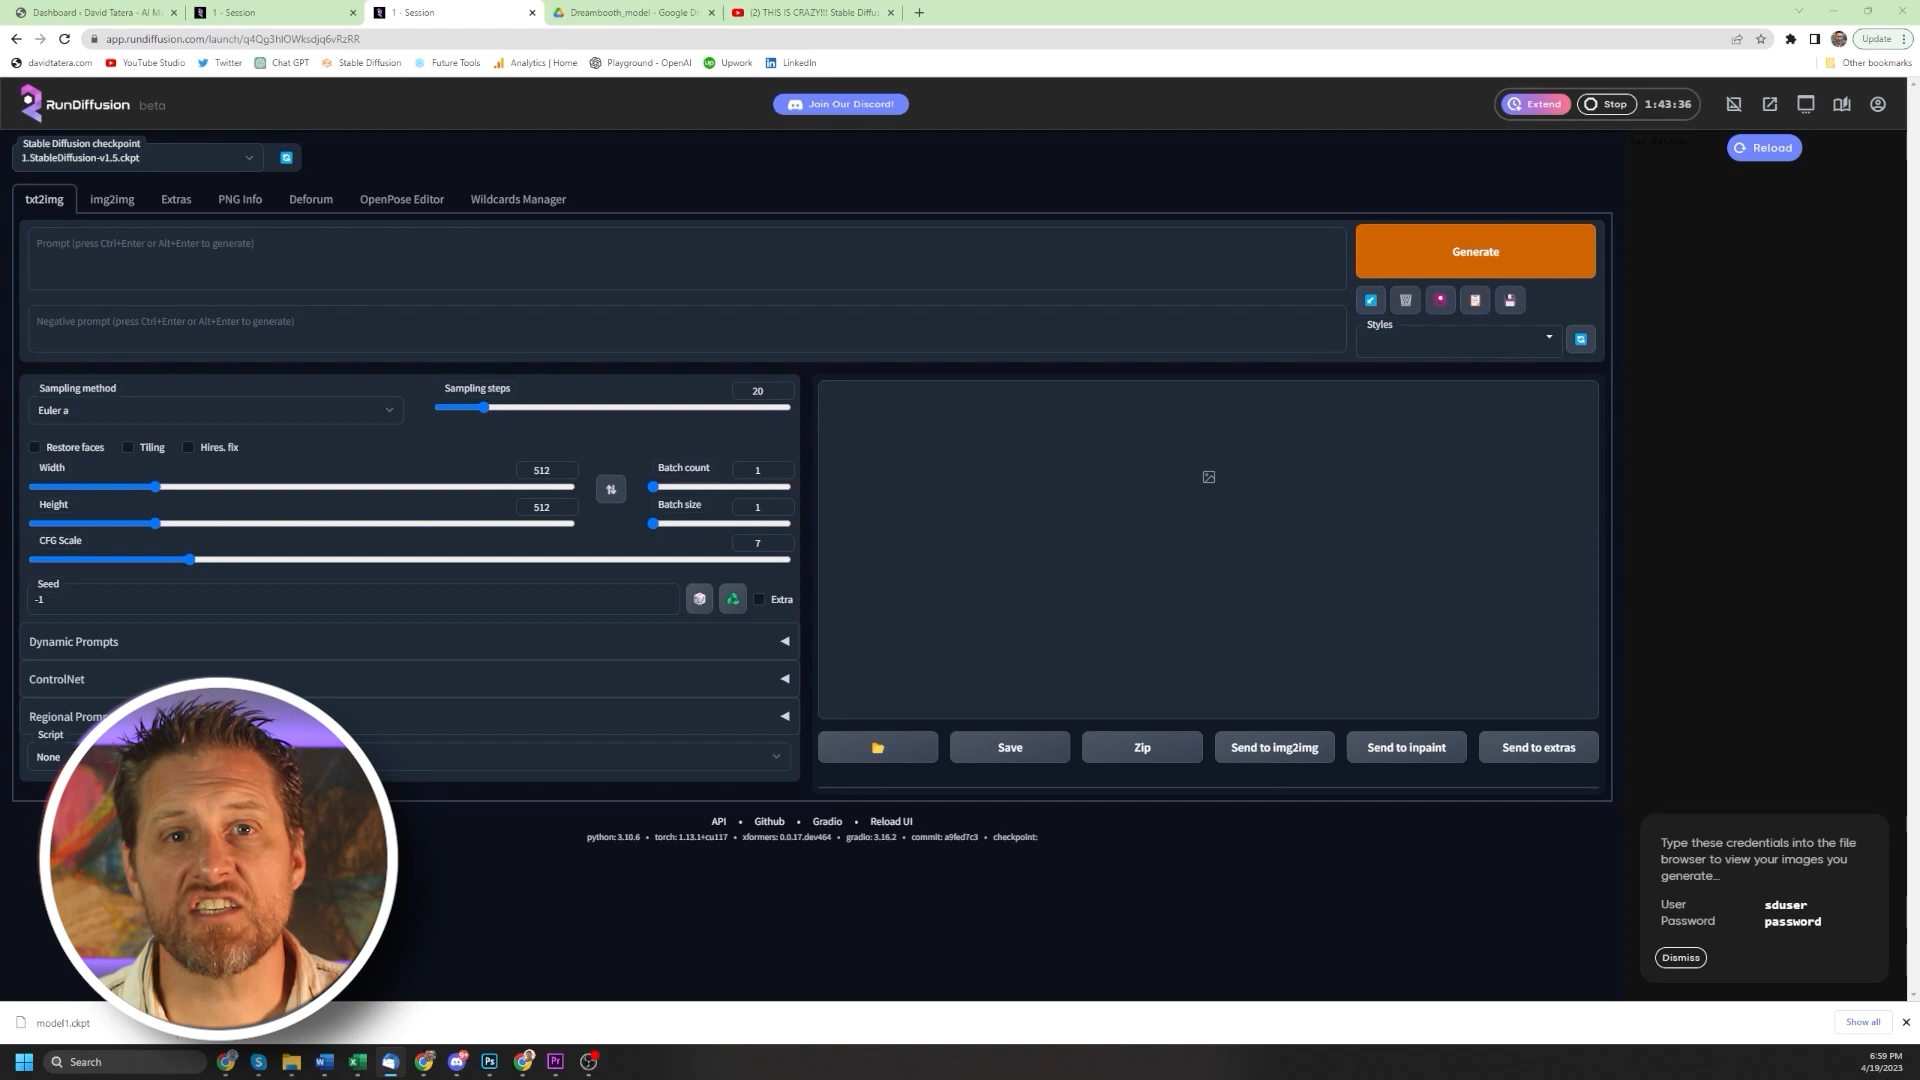 Dashboard ‹ David Tatera - AI Ma
1 - Session
1 - Session
Dreambooth_model - Google Dr
(2) THIS IS CRAZY!!! Stable Diffus
app.rundiffusion.com/launch/q4Qg3hIOWksdjq6vRzRR
Update
davidtatera.com
YouTube Studio
Twitter
Chat GPT
Stable Diffusion
Future Tools
Analytics | Home
Playground - OpenAI
Upwork
LinkedIn
Other bookmarks
RunDiffusion beta
Join Our Discord!
Extend
Stop
1:43:36
Stable Diffusion checkpoint
1.StableDiffusion-v1.5.ckpt
Reload
txt2img
img2img
Extras
PNG Info
Deforum
OpenPose Editor
Wildcards Manager
Prompt (press Ctrl+Enter or Alt+Enter to generate)
Generate
Negative prompt (press Ctrl+Enter or Alt+Enter to generate)
Styles
Sampling method
Euler a
Sampling steps
20
Restore faces
Tiling
Hires. fix
Width
512
Batch count
1
Height
512
Batch size
1
CFG Scale
7
Seed
-1
Extra
Dynamic Prompts
ControlNet
Regional Promp
Script
None
Save
Zip
Send to img2img
Send to inpaint
Send to extras
API • Github • Gradio • Reload UI
python: 3.10.6 • torch: 1.13.1+cu117 • xformers: 0.0.17.dev464 • gradio: 3.16.2 • commit: a9fed7c3 • checkpoint:
Type these credentials into the file
browser to view your images you
generate...
User sduser
Password password
Dismiss
model1.ckpt
Show all
Search
6:59 PM
4/19/2023